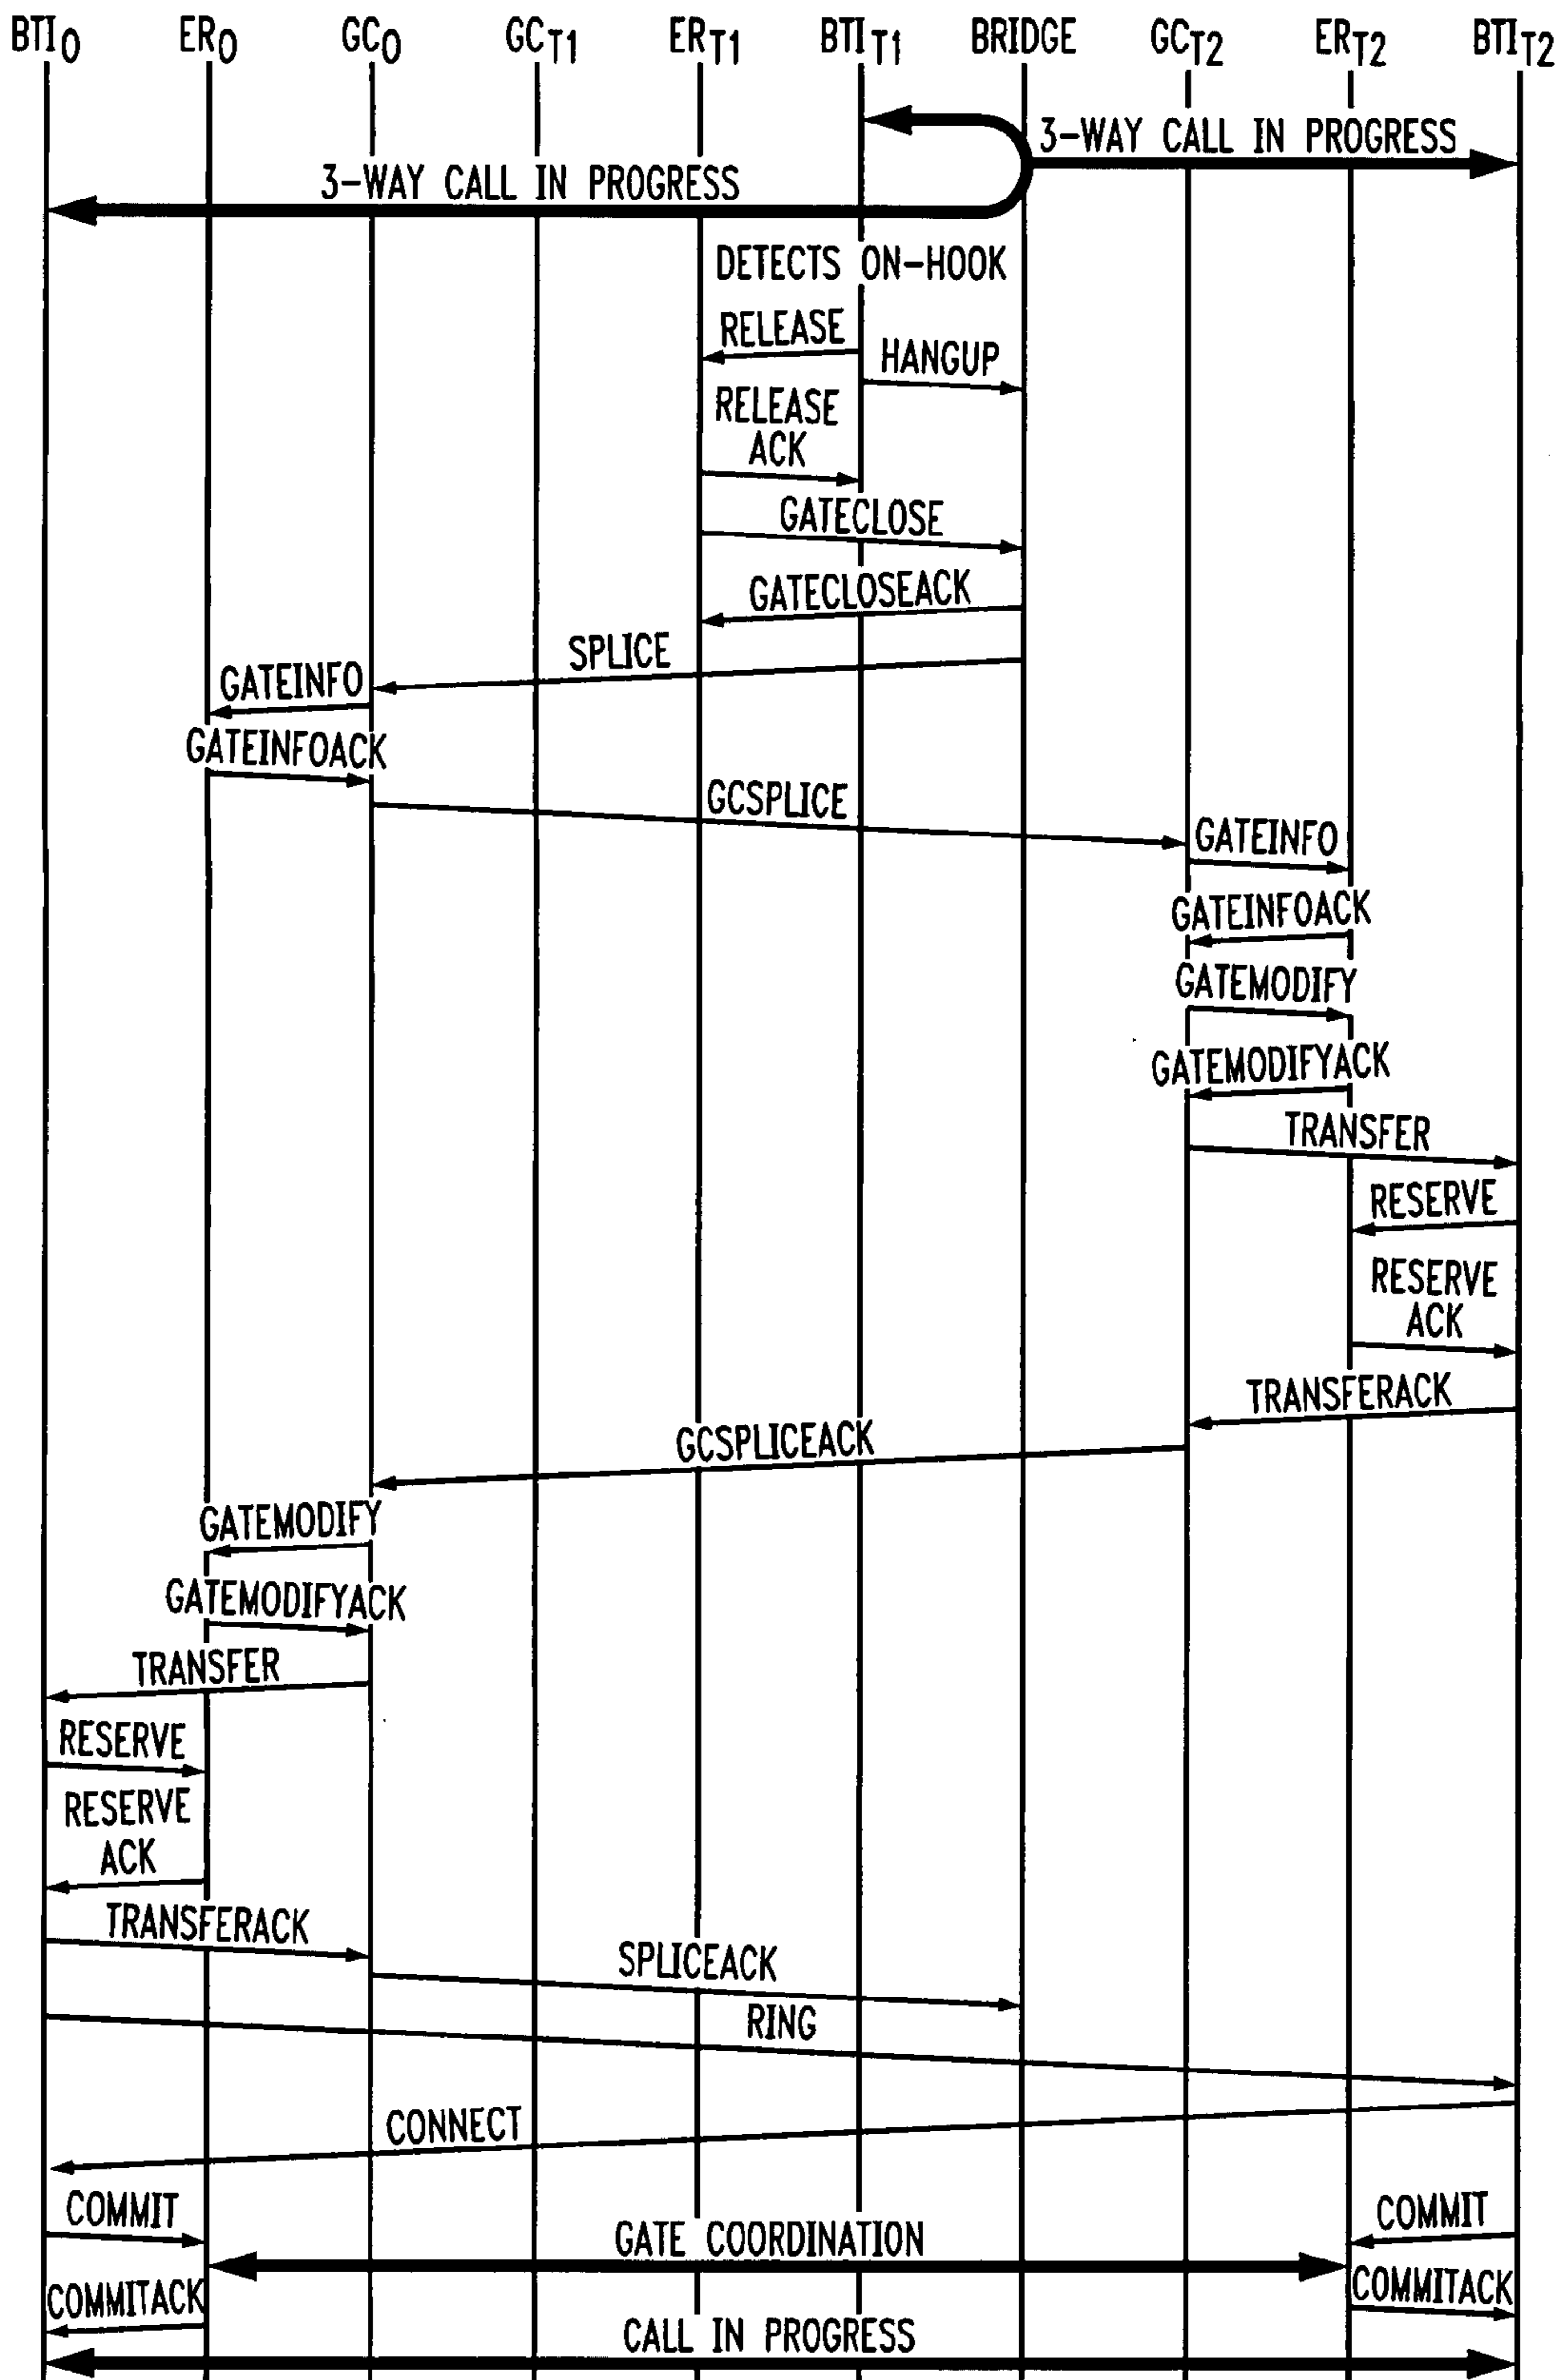 BTI0 ER0 GC0 GCT1 ERT1 BTIT1 BRIDGE GCT2 ERT2 BTIT2
3-WAY CALL IN PROGRESS
3-WAY CALL IN PROGRESS
DETECTS ON-HOOK
RELEASE
HANGUP
RELEASE
ACK
GATECLOSE
GATECLOSEACK
SPLICE
GATEINFO
GATEINFOACK
GCSPLICE
GATEINFO
GATEINFOACK
GATEMODIFY
GATEMODIFYACK
TRANSFER
RESERVE
RESERVE
ACK
TRANSFERACK
GCSPLICEACK
GATEMODIFY
GATEMODIFYACK
TRANSFER
RESERVE
RESERVE
ACK
TRANSFERACK
SPLICEACK
RING
CONNECT
COMMIT
COMMIT
GATE COORDINATION
COMMITACK
COMMITACK
CALL IN PROGRESS